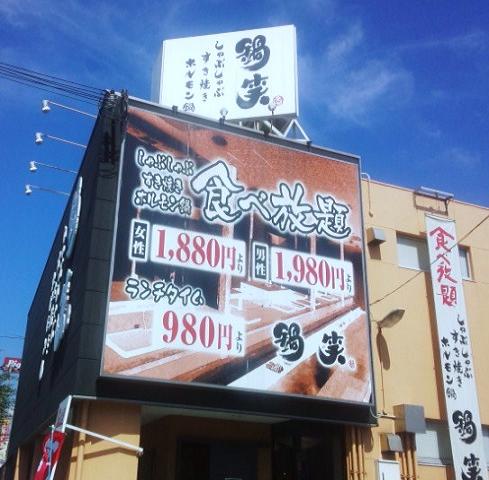 しゃぶしゃぶ
すき焼き
ホルモン鍋
鍋笑
しゃぶしゃぶ
すき焼き
ホルモン鍋
食べ放題
女性
1,880円より
男性
1,980円より
ランチタイム
980円より
鍋笑
食べ放題
しゃぶしゃぶ
すき焼き
ホルモン鍋
鍋笑